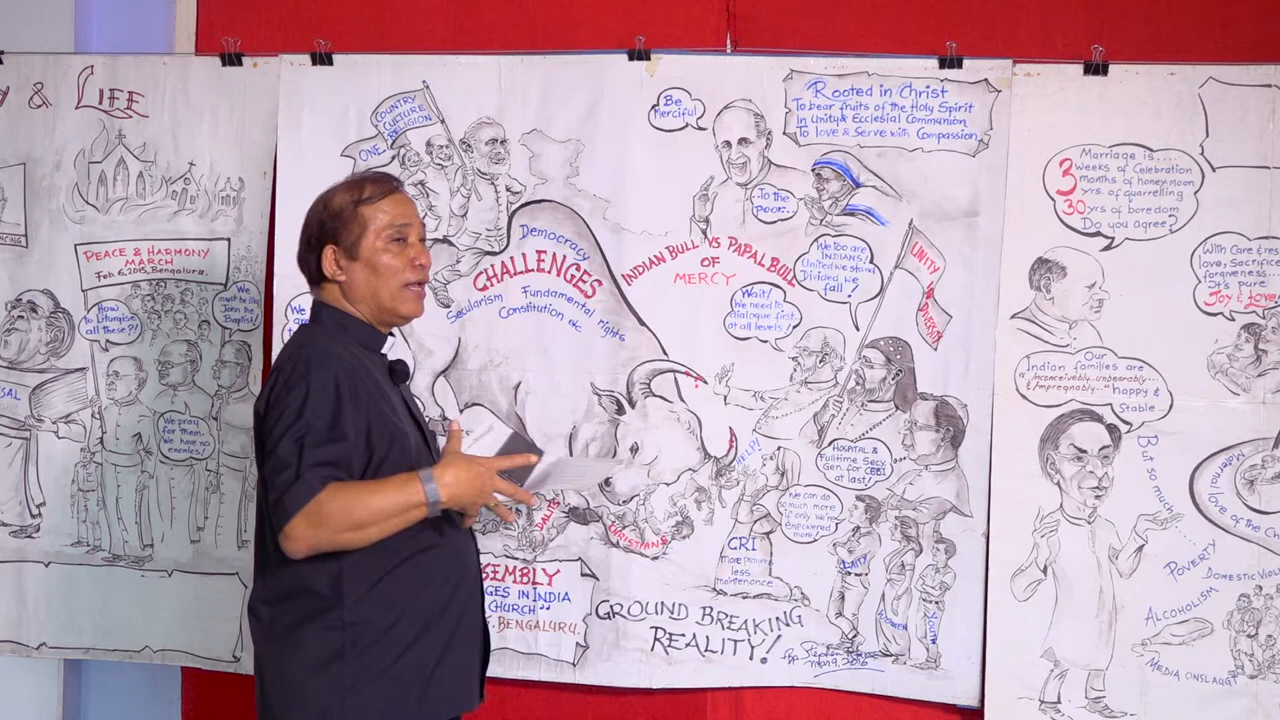 & LIFE
PEACE & HARMONY
MARCH
Feb 6, 2015, Bengaluru.
How
to Liturgise
all these?!
We
must be like
John the
Baptist!
We pray
for them.
We have no
enemies!
We
are
COUNTRY
CULTURE
RELIGION
ONE
Be
Merciful
Rooted in Christ
To bear fruits of the Holy Spirit
In Unity & Ecclesial Communion
To love & Serve with Compassion
To the
poor..
Democracy
CHALLENGES
Secularism Fundamental rights
Constitution etc
INDIAN BULL VS PAPAL BULL
OF
MERCY
We too are
INDIANS!
United we stand
Divided we
fall!
Wait!
We need to
dialogue first
at all levels!
UNITY
HELP!
HOSPITAL &
Fulltime Secy.
Gen. for CBCI
at last!
We can do
so much more
if only we're
empowered
more!
DALITS
CHRISTIANS
CRI
more prayer
less
maintenance
LAITY
WOMEN
YOUTH
SEMBLY
GES IN INDIA
CHURCH"
BENGALURU.
GROUND BREAKING
REALITY!
Mar 9, 2016
Marriage is....
3 weeks of Celebration
months of honeymoon
yrs. of quarrelling
30 yrs of boredom
Do you agree?
With Care &
love, Sacrifice
forgiveness...
It's pure
Joy & Love
Our
Indian families are
"inconceivably..unbearably...
& impregnably.." happy &
Stable...
But so much......
POVERTY
DOMESTIC
ALCOHOLISM
MEDIA ONSLAUGHT
Maternal love of the